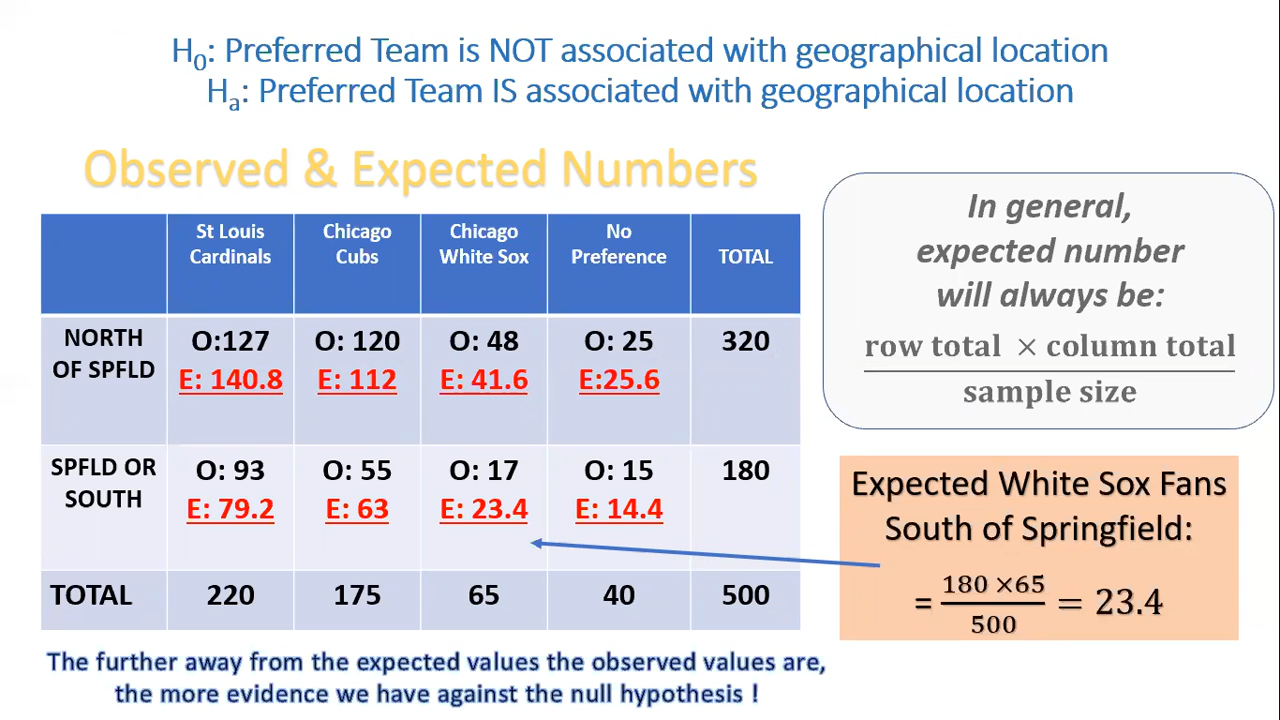 H₀: Preferred Team is NOT associated with geographical location
Hₐ: Preferred Team IS associated with geographical location
Observed & Expected Numbers
St Louis Cardinals
Chicago Cubs
Chicago White Sox
No Preference
TOTAL
NORTH OF SPFLD
O:127
E: 140.8
O: 120
E: 112
O: 48
E: 41.6
O: 25
E:25.6
320
SPFLD OR SOUTH
O: 93
E: 79.2
O: 55
E: 63
O: 17
E: 23.4
O: 15
E: 14.4
180
TOTAL
220
175
65
40
500
The further away from the expected values the observed values are,
the more evidence we have against the null hypothesis !
In general,
expected number
will always be:
row total × column total
sample size
Expected White Sox Fans
South of Springfield:
= 180 ×65 / 500 = 23.4